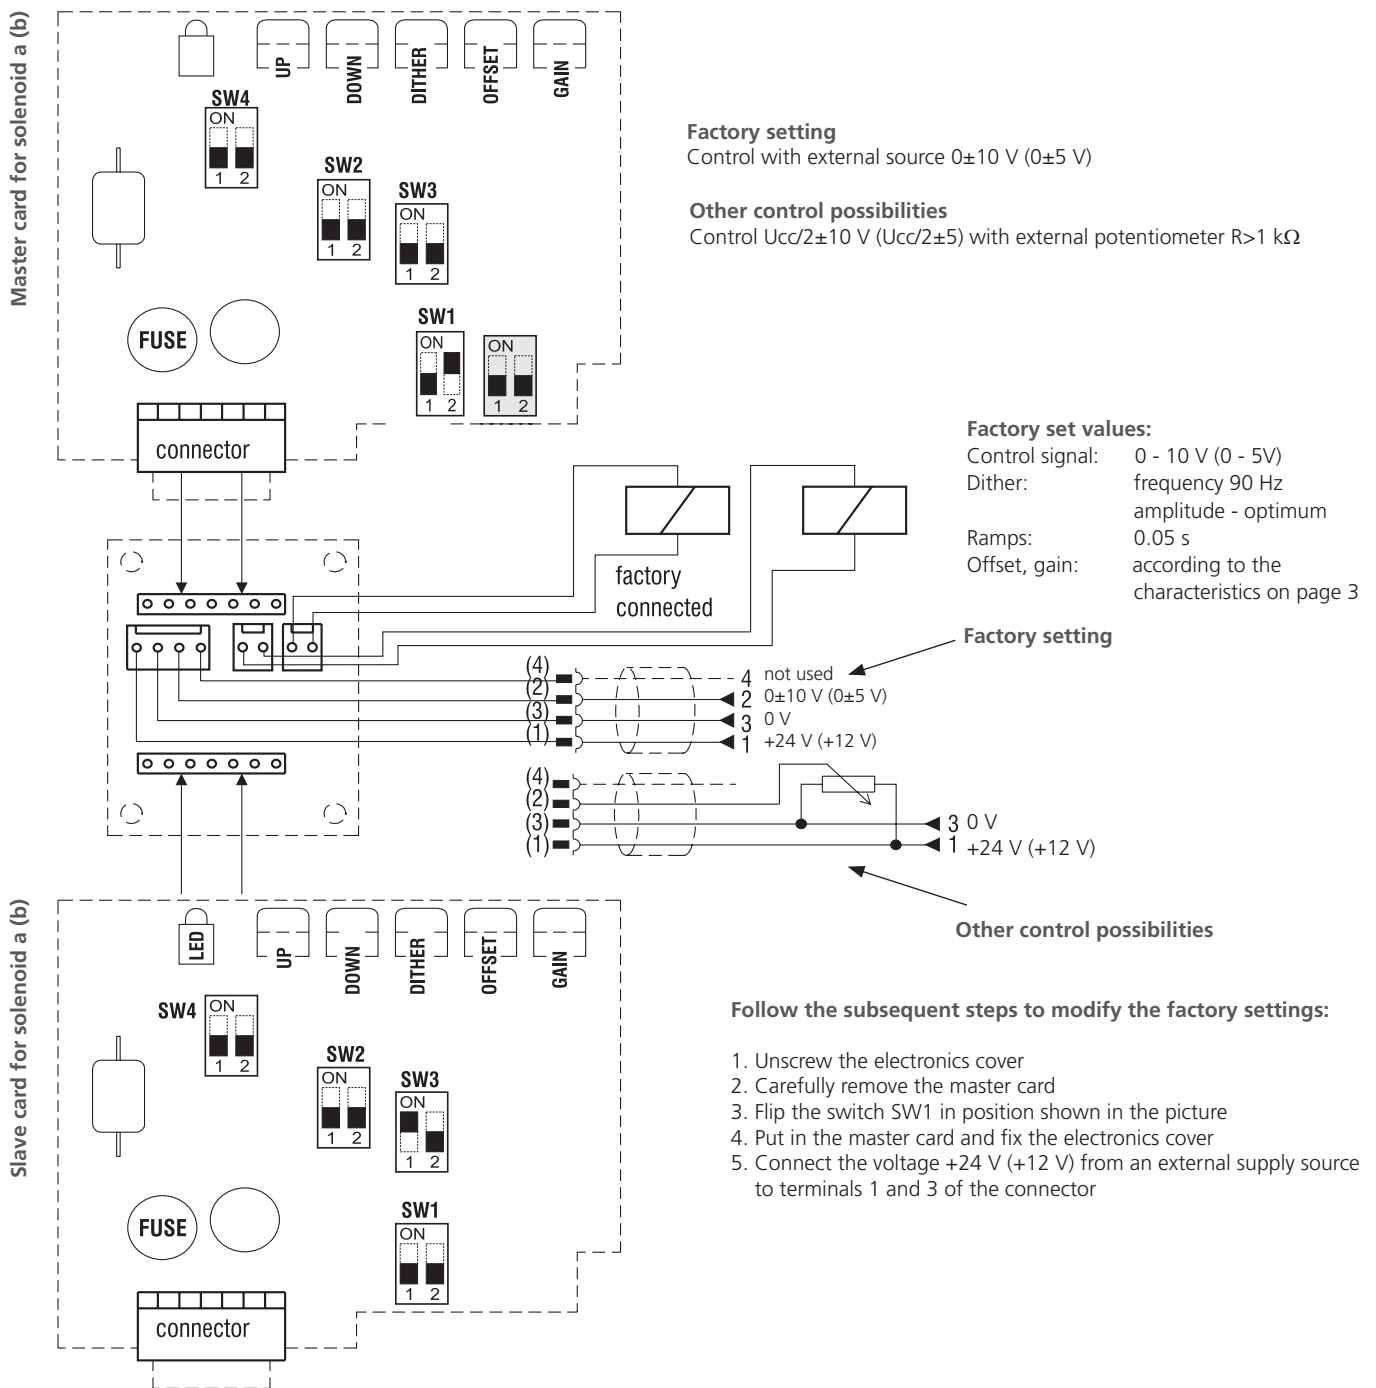 Master card for solenoid a (b)
UP
DOWN
DITHER
OFFSET
GAIN
SW4
ON
1 2
SW2
ON
1 2
SW3
ON
1 2
FUSE
SW1
ON
1 2
ON
1 2
connector
Factory setting
Control with external source 0±10 V (0±5 V)
Other control possibilities
Control Ucc/2±10 V (Ucc/2±5) with external potentiometer R>1 kΩ
Factory set values:
Control signal: 0 - 10 V (0 - 5V)
Dither: frequency 90 Hz
amplitude - optimum
Ramps: 0.05 s
Offset, gain: according to the
characteristics on page 3
factory
connected
Factory setting
(4) 4 not used
(2) 2 0±10 V (0±5 V)
(3) 3 0 V
(1) 1 +24 V (+12 V)
(4)
(2)
(3) 3 0 V
(1) 1 +24 V (+12 V)
Other control possibilities
Slave card for solenoid a (b)
LED
UP
DOWN
DITHER
OFFSET
GAIN
SW4
ON
1 2
SW2
ON
1 2
SW3
ON
1 2
FUSE
SW1
ON
1 2
connector
Follow the subsequent steps to modify the factory settings:
1. Unscrew the electronics cover
2. Carefully remove the master card
3. Flip the switch SW1 in position shown in the picture
4. Put in the master card and fix the electronics cover
5. Connect the voltage +24 V (+12 V) from an external supply source
to terminals 1 and 3 of the connector